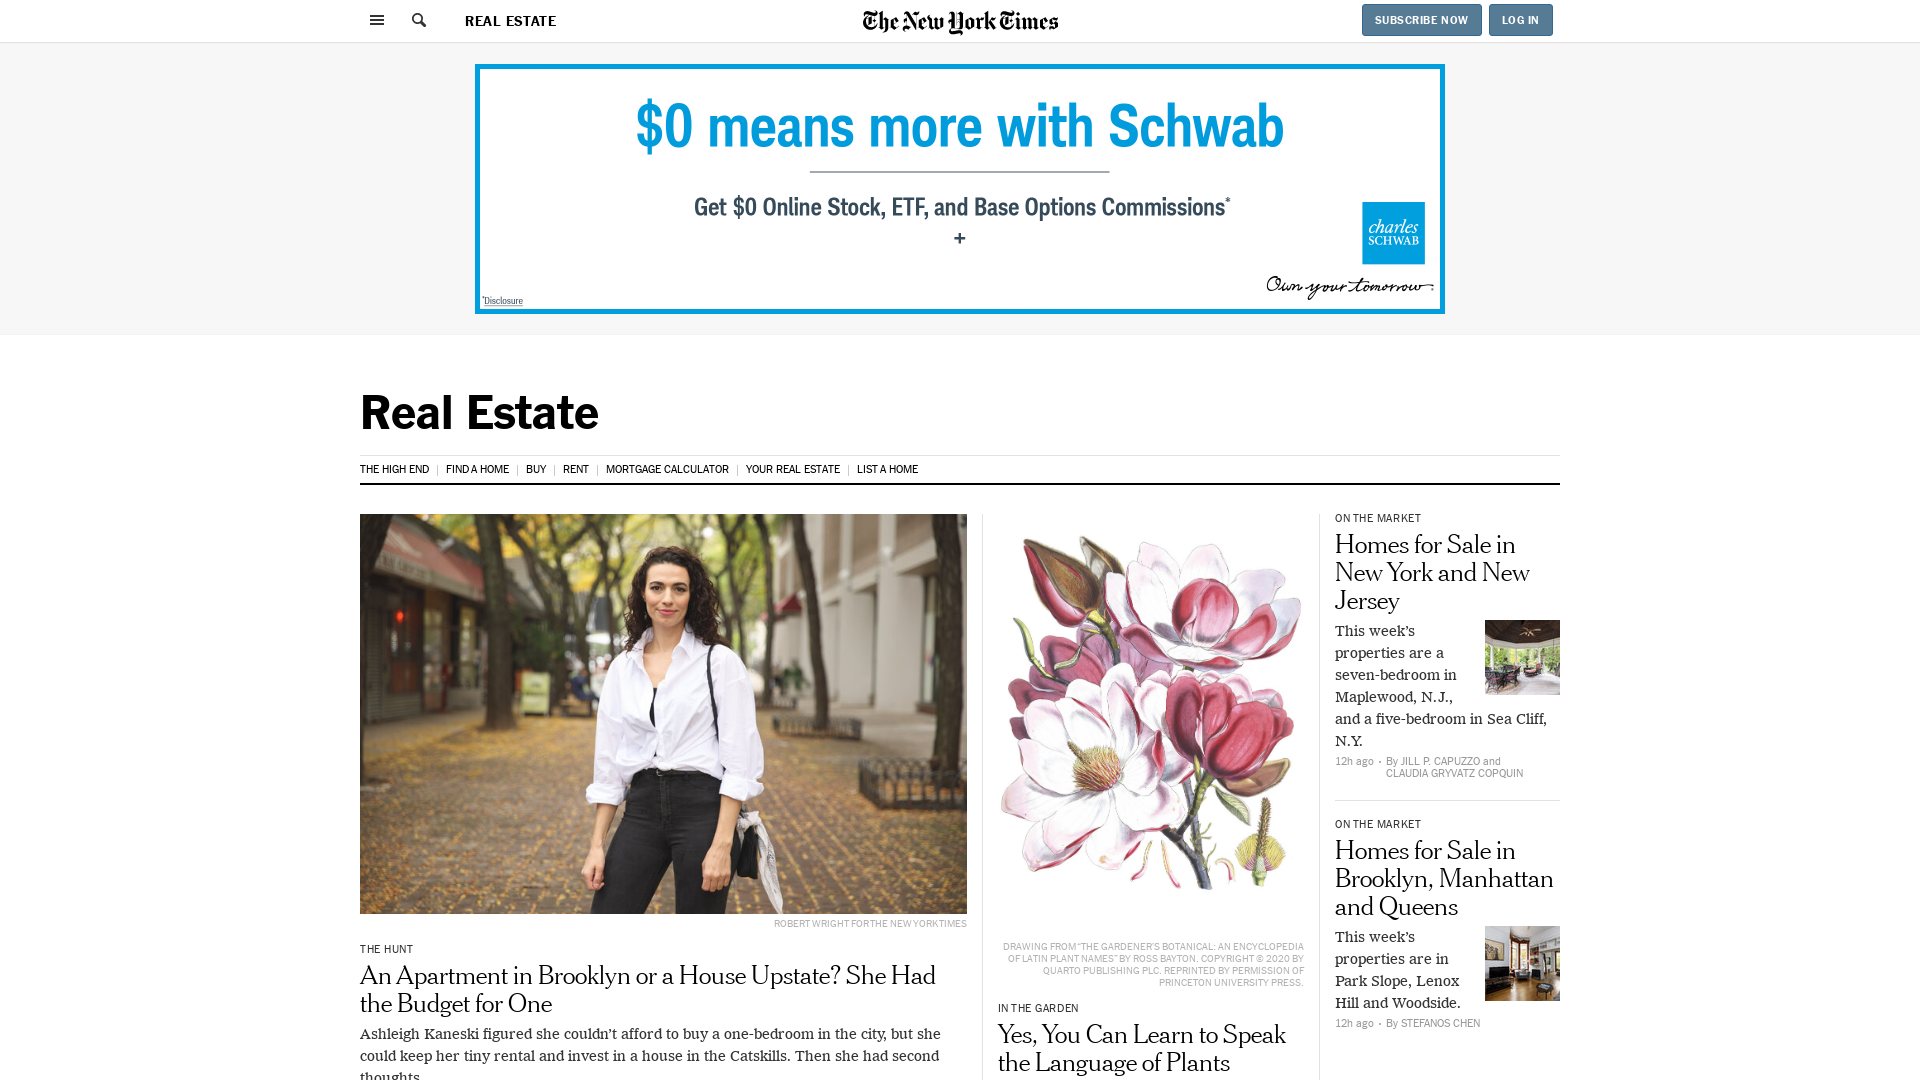 REAL ESTATE
The New York Times
SUBSCRIBE NOW
LOG IN
$0 means more with Schwab
Get $0 Online Stock, ETF, and Base Options Commissions*
+
charles
SCHWAB
Own your tomorrow
*Disclosure
Real Estate
THE HIGH END
FIND A HOME
BUY
RENT
MORTGAGE CALCULATOR
YOUR REAL ESTATE
LIST A HOME
ROBERT WRIGHT FOR THE NEW YORK TIMES
THE HUNT
An Apartment in Brooklyn or a House Upstate? She Had
the Budget for One
Ashleigh Kaneski figured she couldn’t afford to buy a one-bedroom in the city, but she
could keep her tiny rental and invest in a house in the Catskills. Then she had second
thoughts.
DRAWING FROM “THE GARDENER’S BOTANICAL: AN ENCYCLOPEDIA
OF LATIN PLANT NAMES” BY ROSS BAYTON. COPYRIGHT © 2020 BY
QUARTO PUBLISHING PLC. REPRINTED BY PERMISSION OF
PRINCETON UNIVERSITY PRESS.
IN THE GARDEN
Yes, You Can Learn to Speak
the Language of Plants
ON THE MARKET
Homes for Sale in
New York and New
Jersey
This week’s
properties are a
seven-bedroom in
Maplewood, N.J.,
and a five-bedroom in Sea Cliff,
N.Y.
12h ago • By JILL P. CAPUZZO and
CLAUDIA GRYVATZ COPQUIN
ON THE MARKET
Homes for Sale in
Brooklyn, Manhattan
and Queens
This week’s
properties are in
Park Slope, Lenox
Hill and Woodside.
12h ago • By STEFANOS CHEN